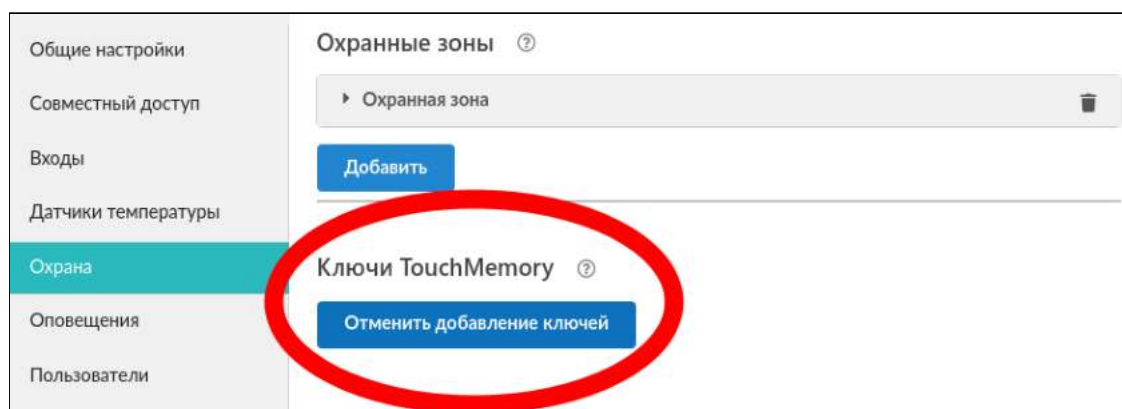 Общие настройки
Совместный доступ
Входы
Датчики температуры
Охрана
Оповещения
Пользователи
Охранные зоны
Охранная зона
Добавить
Ключи TouchMemory
Отменить добавление ключей